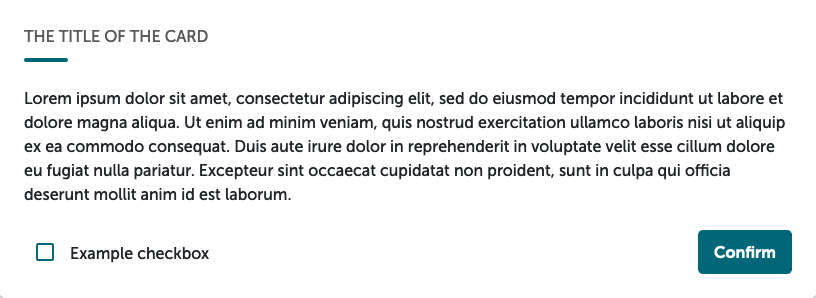 THE TITLE OF THE CARD
Lorem ipsum dolor sit amet, consectetur adipiscing elit, sed do eiusmod tempor incididunt ut labore et
dolore magna aliqua. Ut enim ad minim veniam, quis nostrud exercitation ullamco laboris nisi ut aliquip
ex ea commodo consequat. Duis aute irure dolor in reprehenderit in voluptate velit esse cillum dolore
eu fugiat nulla pariatur. Excepteur sint occaecat cupidatat non proident, sunt in culpa qui officia
deserunt mollit anim id est laborum.
Example checkbox
Confirm